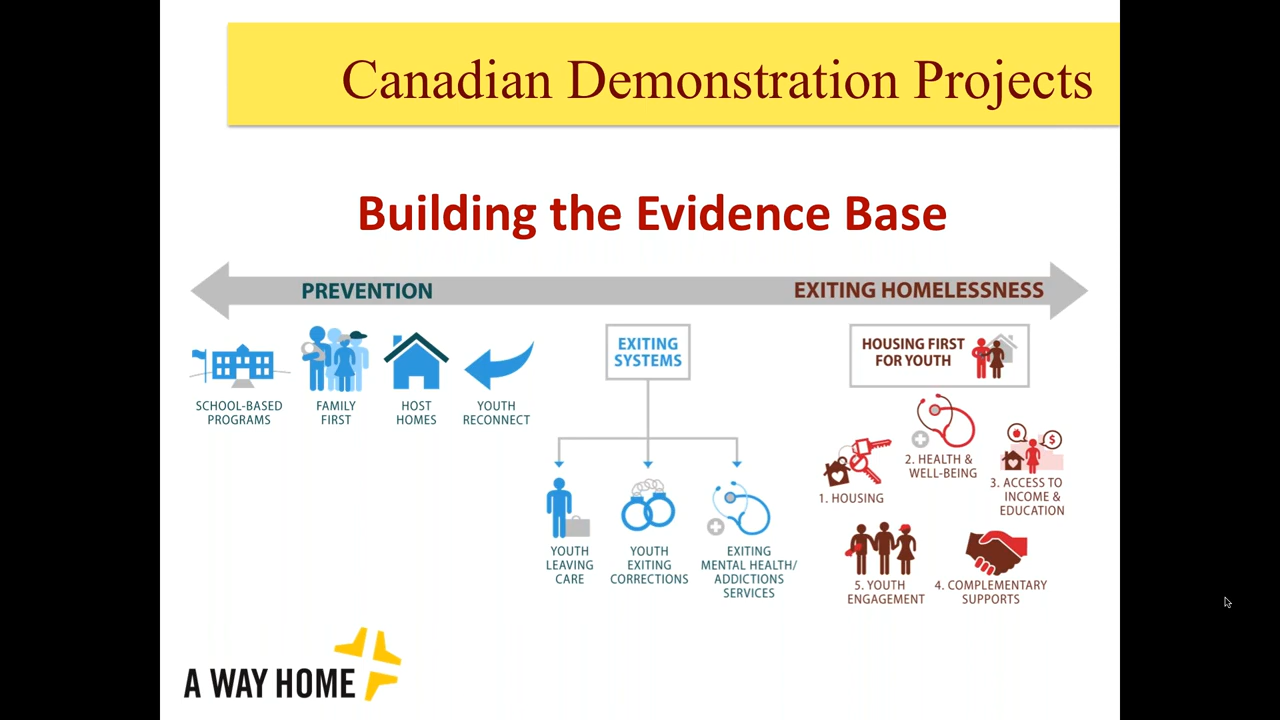 Canadian Demonstration Projects
Building the Evidence Base
PREVENTION
EXITING HOMELESSNESS
SCHOOL-BASED
PROGRAMS
FAMILY
FIRST
HOST
HOMES
YOUTH
RECONNECT
EXITING
SYSTEMS
YOUTH
LEAVING
CARE
YOUTH
EXITING
CORRECTIONS
EXITING
MENTAL HEALTH/
ADDICTIONS
SERVICES
HOUSING FIRST
FOR YOUTH
1. HOUSING
2. HEALTH &
WELL-BEING
$
3. ACCESS TO
INCOME &
EDUCATION
5. YOUTH
ENGAGEMENT
4. COMPLEMENTARY
SUPPORTS
A WAY HOME